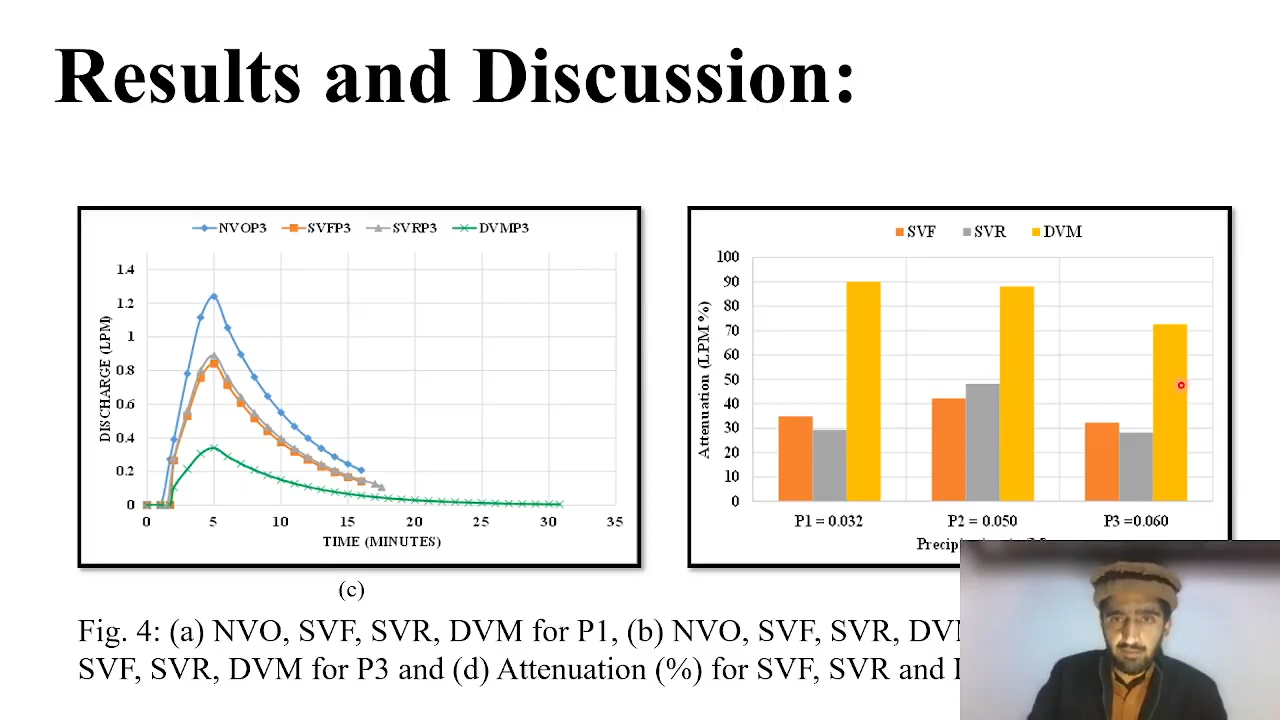 Results and Discussion:
NVOP3 SVFP3 SVRP3 DVMP3
DISCHARGE (LPM)
1.4
1.2
1
0.8
0.6
0.4
0.2
0
0 5 10 15 20 25 30 35
TIME (MINUTES)
(c)
SVF SVR DVM
Attenuation (LPM %)
100
90
80
70
60
50
40
30
20
10
0
P1 = 0.032 P2 = 0.050 P3 =0.060
Fig. 4: (a) NVO, SVF, SVR, DVM for P1, (b) NVO, SVF, SVR,
SVF, SVR, DVM for P3 and (d) Attenuation (%) for SVF, SVR and